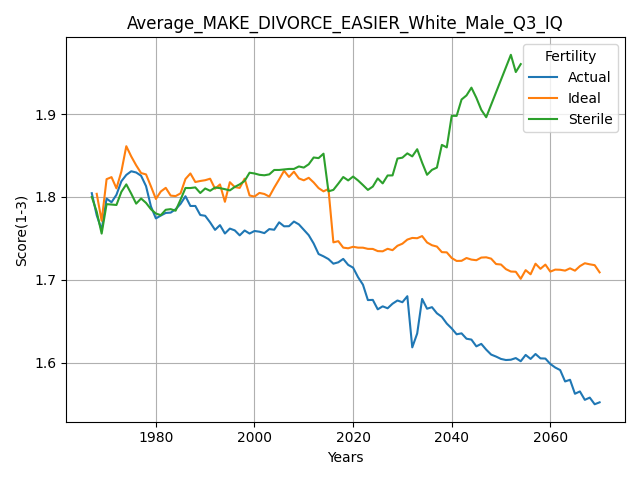 Average_MAKE_DIVORCE_EASIER_White_Male_Q3_IQ
Fertility
Actual
Ideal
Sterile
Score(1-3)
1.9
1.8
1.7
1.6
1980
2000
2020
2040
2060
Years